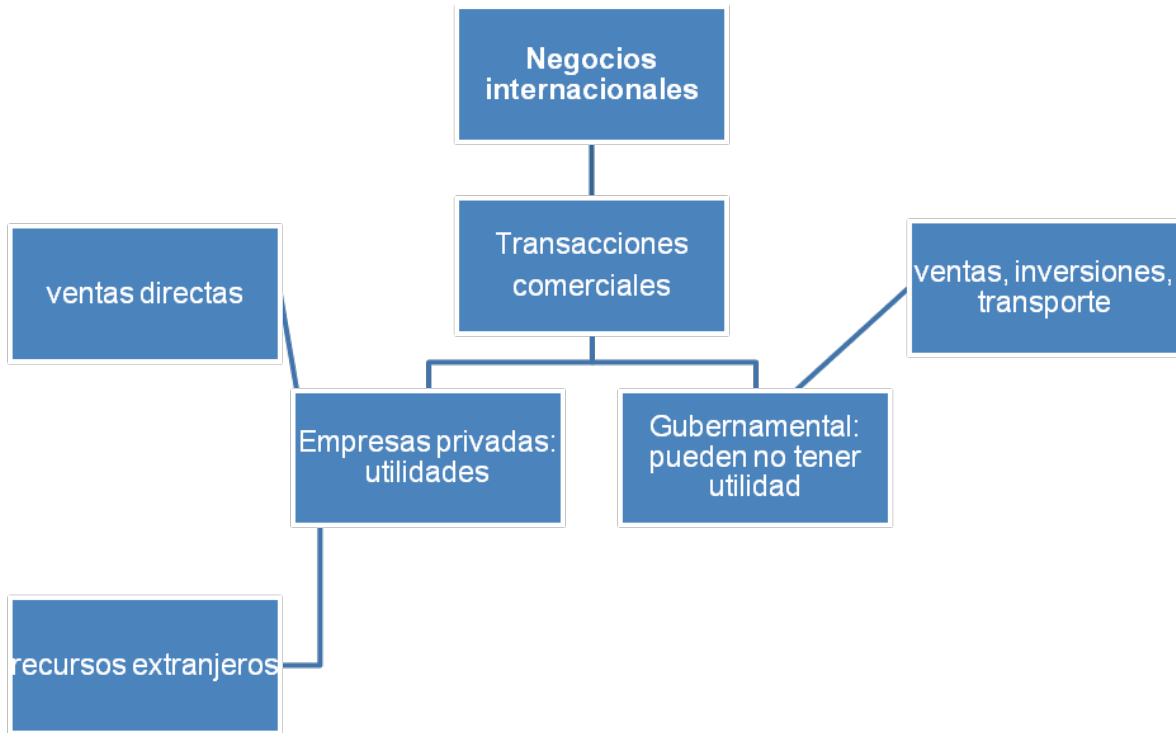 Negocios
internacionales
Transacciones
comerciales
ventas directas
ventas, inversiones,
transporte
Empresas privadas:
utilidades
Gubernamental:
pueden no tener
utilidad
recursos extranjeros